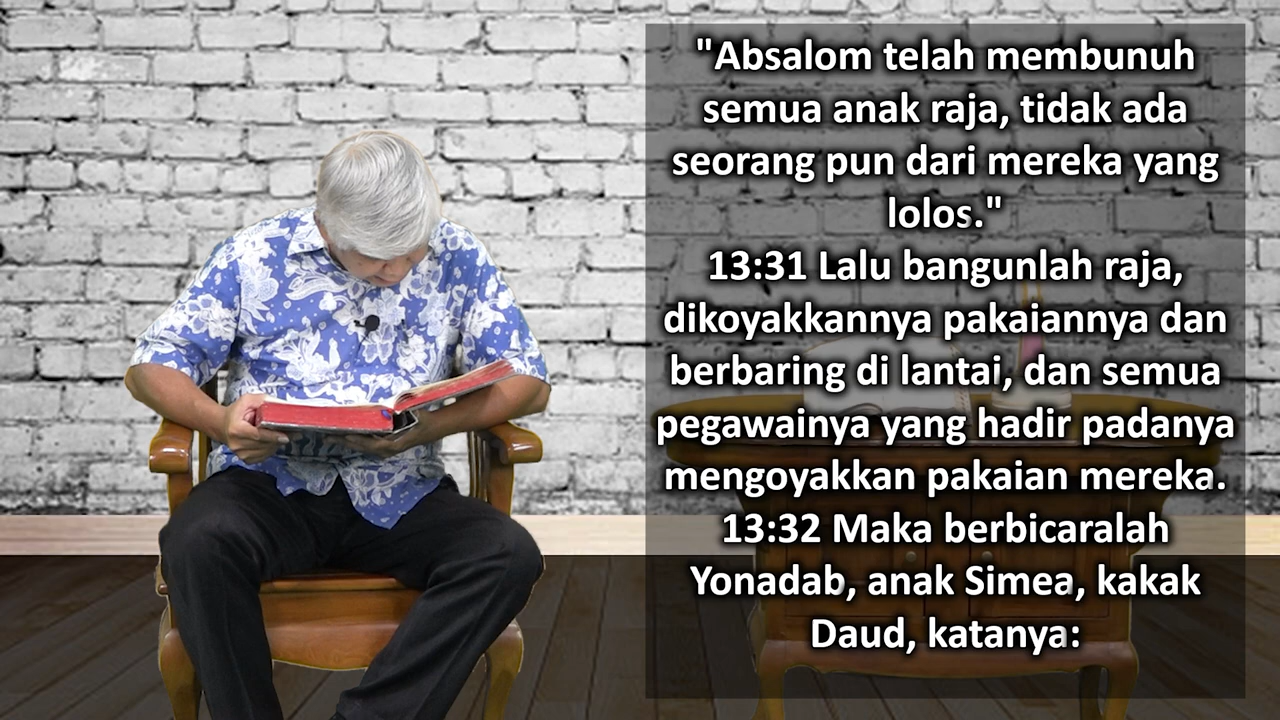 "Absalom telah membunuh
semua anak raja, tidak ada
seorang pun dari mereka yang
lolos."
13:31 Lalu bangunlah raja,
dikoyakkannya pakaiannya dan
berbaring di lantai, dan semua
pegawainya yang hadir padanya
mengoyakkan pakaian mereka.
13:32 Maka berbicaralah
Yonadab, anak Simea, kakak
Daud, katanya: